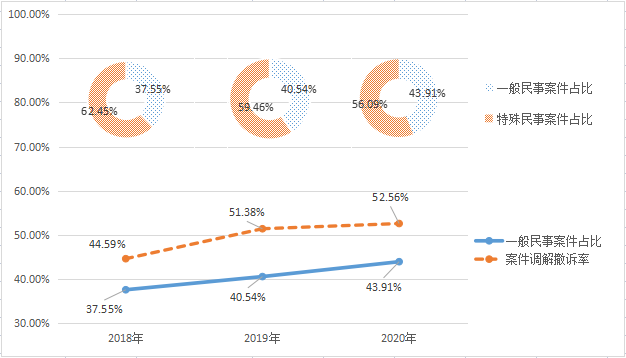 100.00%
90.00%
80.00%
70.00%
60.00%
50.00%
40.00%
30.00%
37.55%
62.45%
40.54%
59.46%
43.91%
56.09%
一般民事案件占比
特殊民事案件占比
44.59%
51.38%
52.56%
37.55%
40.54%
43.91%
一般民事案件占比
案件调解撤诉率
2018年
2019年
2020年